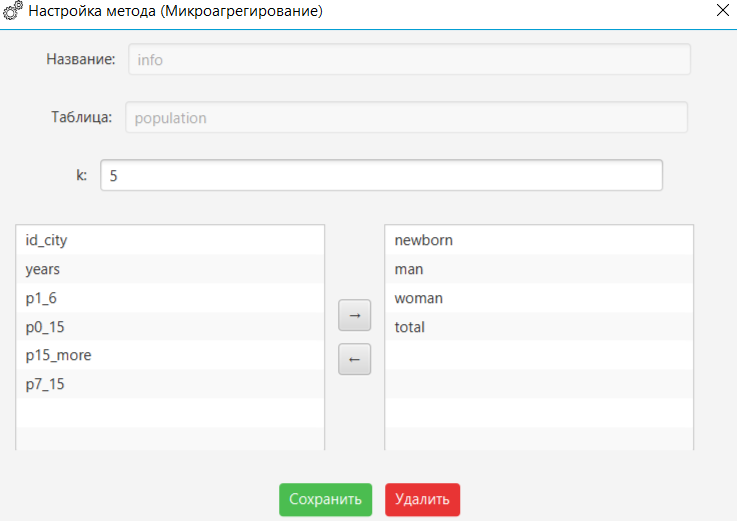 Настройка метода (Микроагрегирование)
Название: info
Таблица: population
k: 5
id_city
years
p1_6
p0_15
p15_more
p7_15
→
←
newborn
man
woman
total
Сохранить Удалить